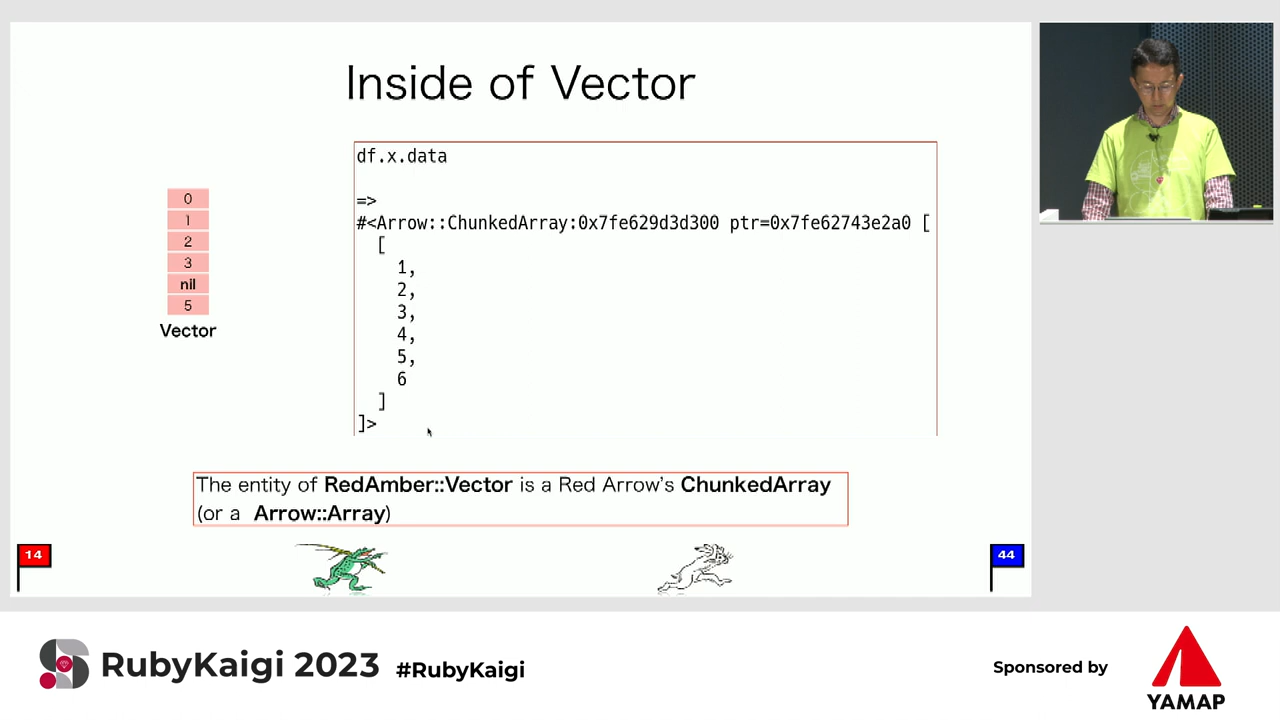 Inside of Vector
df.x.data
=>
#<Arrow::ChunkedArray:0x7fe629d3d300 ptr=0x7fe62743e2a0 [
[
1,
2,
3,
4,
5,
6
]
]>
0
1
2
3
nil
5
Vector
The entity of RedAmber::Vector is a Red Arrow's ChunkedArray
(or a Arrow::Array)
14
44
RubyKaigi 2023 #RubyKaigi
Sponsored by
YAMAP